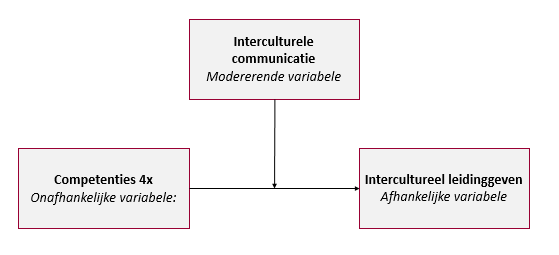 Interculturele
communicatie
Modererende variabele
Competenties 4x
Onafhankelijke variabele:
Intercultureel leidinggeven
Afhankelijke variabele